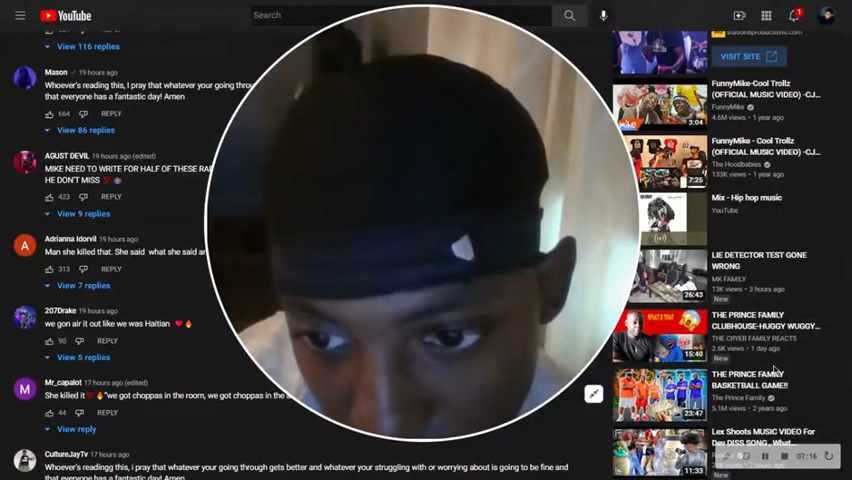 YouTube
Search
1
View 116 replies
Mason 19 hours ago
Whoever's reading this, I pray that whatever your going throu
that everyone has a fantastic day! Amen
664 REPLY
View 86 replies
AGUST DEVIL 19 hours ago (edited)
MIKE NEED TO WRITE FOR HALF OF THESE RA
HE DON'T MISS 💯
423 REPLY
View 9 replies
A
Adrianna Idorvil 19 hours ago
Man she killed that. She said what she said ar
313 REPLY
View 7 replies
207Drake 19 hours ago
we gon air it out like we was Haitian ❤️🔥
90 REPLY
View 5 replies
M
Mr_capalot 17 hours ago (edited)
She killed it💯🔥"we got choppas in the room, we got choppas in the
44 REPLY
View reply
CultureJayTv 17 hours ago
Whoever's readingg this, i pray that whatever your going through gets better and whatever your struggling with or worrying about is going to be fine and
that everyone has a fantastic day! Amen
VISIT SITE
FunnyMike-Cool Trollz
(OFFICIAL MUSIC VIDEO) -CJ...
FunnyMike
4.6M views • 1 year ago
3:04
FunnyMike - Cool Trollz
(OFFICIAL MUSIC VIDEO) -CJ...
The Hoodbabies
133K views • 1 year ago
7:25
Mix - Hip hop music
YouTube
LIE DETECTOR TEST GONE
WRONG
MK FAMILY
13K views • 3 hours ago
New
26:43
THE PRINCE FAMILY
CLUBHOUSE-HUGGY WUGGY...
THE CRYER FAMILY REACTS
2.6K views • 1 day ago
New
WHAT IS THAT
15:40
THE PRINCE FAMILY
BASKETBALL GAME!!
The Prince Family
5.1M views • 2 years ago
23:47
Lex Shoots MUSIC VIDEO For
Dev DISS SONG , What...
11:33
New
07:16